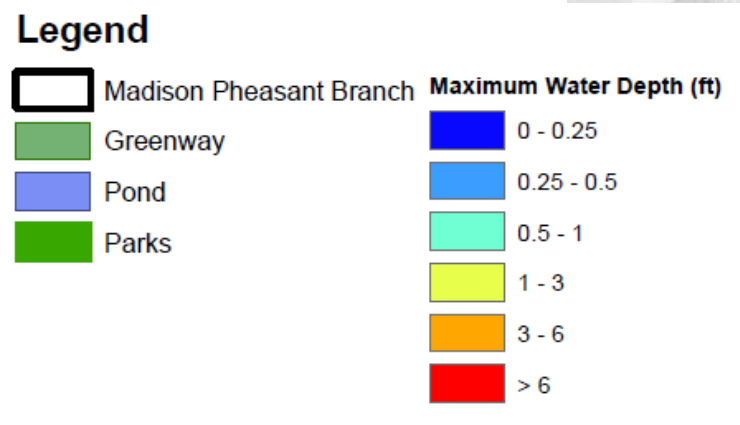 Legend
Madison Pheasant Branch
Greenway
Pond
Parks
Maximum Water Depth (ft)
0 - 0.25
0.25 - 0.5
0.5 - 1
1 - 3
3 - 6
> 6